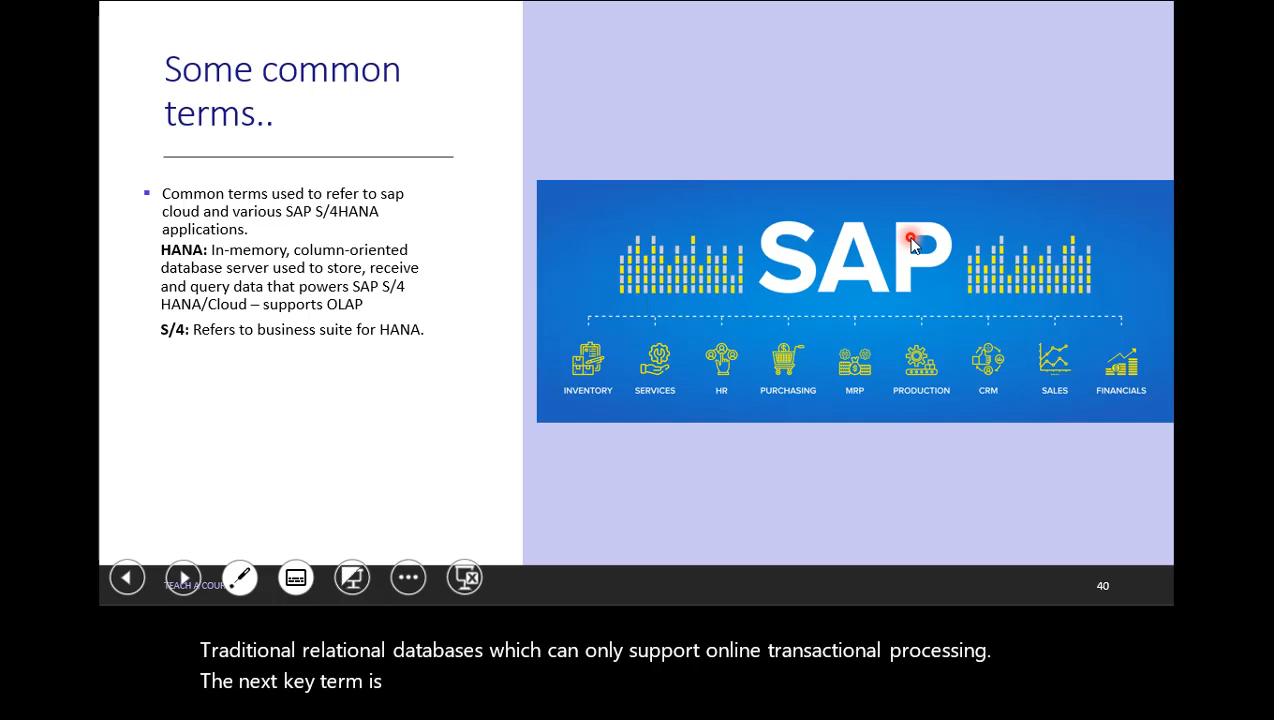 Some common
terms..
Common terms used to refer to sap
cloud and various SAP S/4HANA
applications.
HANA: In-memory, column-oriented
database server used to store, receive
and query data that powers SAP S/4
HANA/Cloud – supports OLAP
S/4: Refers to business suite for HANA.
SAP
INVENTORY SERVICES HR PURCHASING MRP PRODUCTION CRM SALES FINANCIALS
TEACH A
40
Traditional relational databases which can only support online transactional processing.
The next key term is